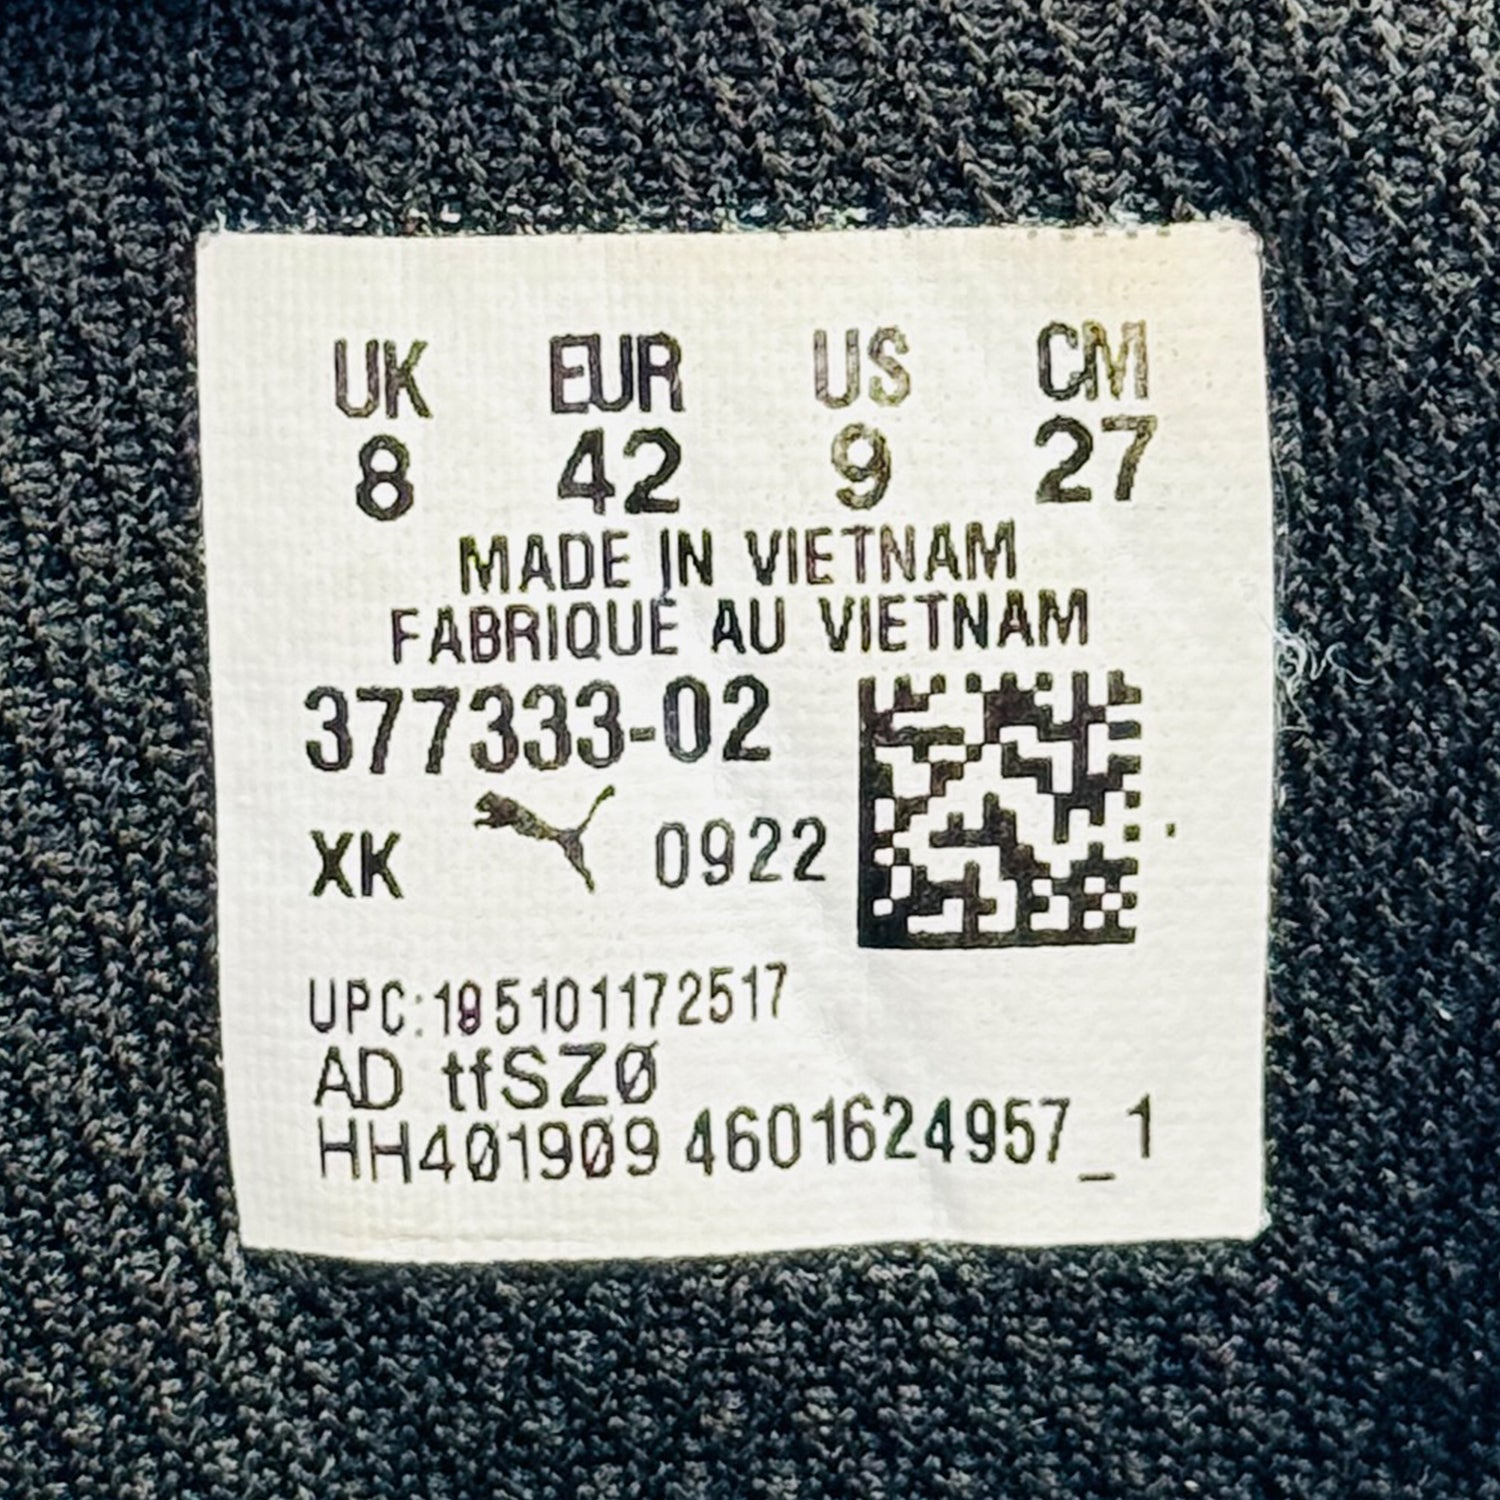 UK EUR US CM
8 42 9 27
MADE IN VIETNAM
FABRIQUE AU VIETNAM
377333-02
XK 0922
UPC:195101172517
AD tfSZ0
HH401909 4601624957_1